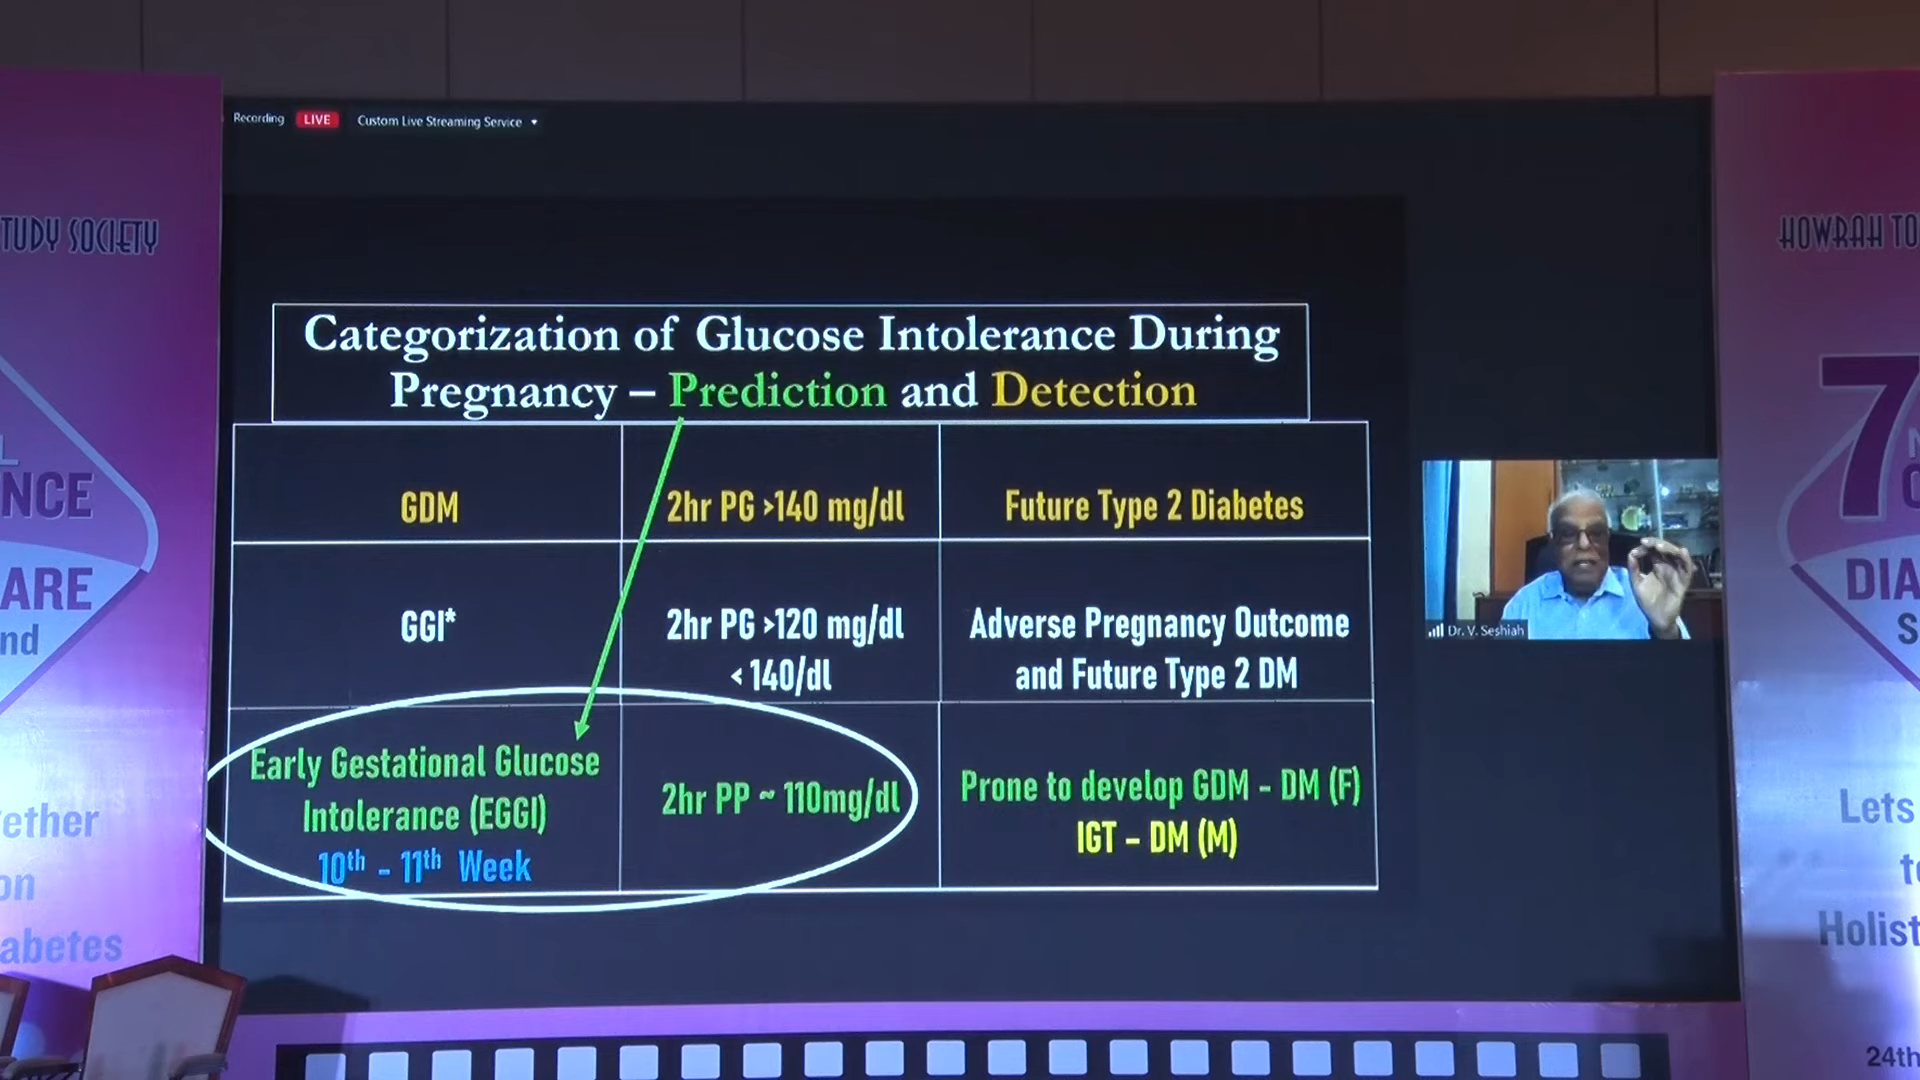 Recording LIVE Custom Live Streaming Service
TUDY SOCIETY
HOWRAH TO
Categorization of Glucose Intolerance During
Pregnancy – Prediction and Detection
GDM
2hr PG >140 mg/dl
Future Type 2 Diabetes
GGI*
2hr PG >120 mg/dl
< 140/dl
Adverse Pregnancy Outcome
and Future Type 2 DM
Early Gestational Glucose
Intolerance (EGGI)
10th - 11th Week
2hr PP ~ 110mg/dl
Prone to develop GDM - DM (F)
IGT – DM (M)
Dr. V. Seshiah
L
NCE
ARE
nd
ether
on
abetes
7
DIA
S
Lets
Holist
24th